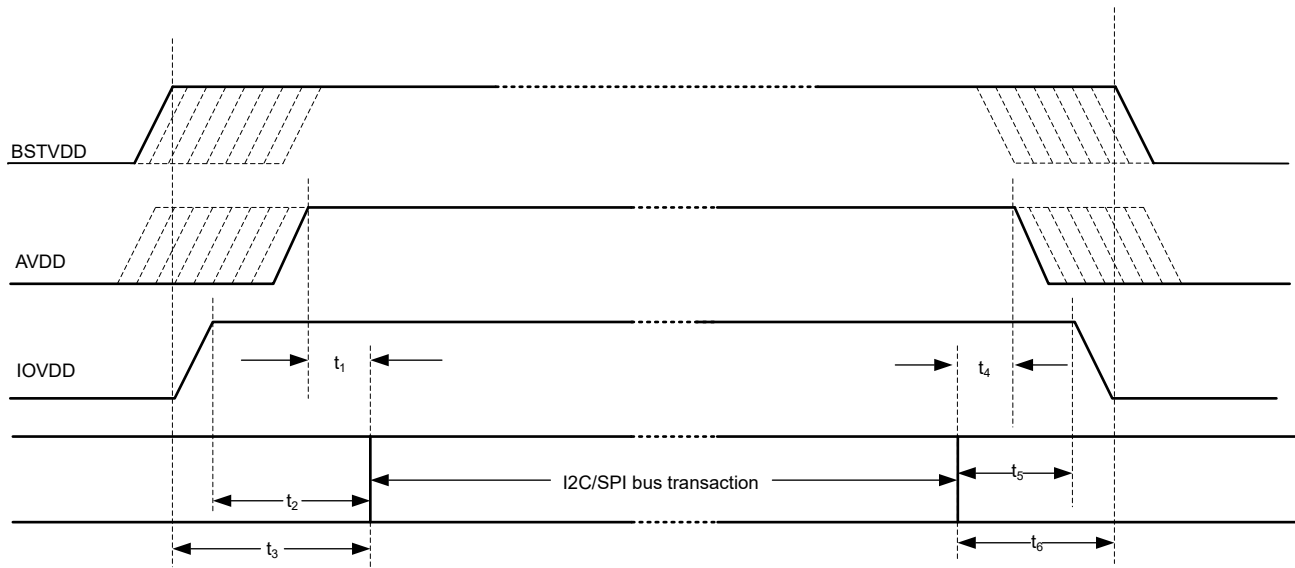 BSTVDD
AVDD
IOVDD
t1
t4
I2C/SPI bus transaction
t5
t2
t3
t6